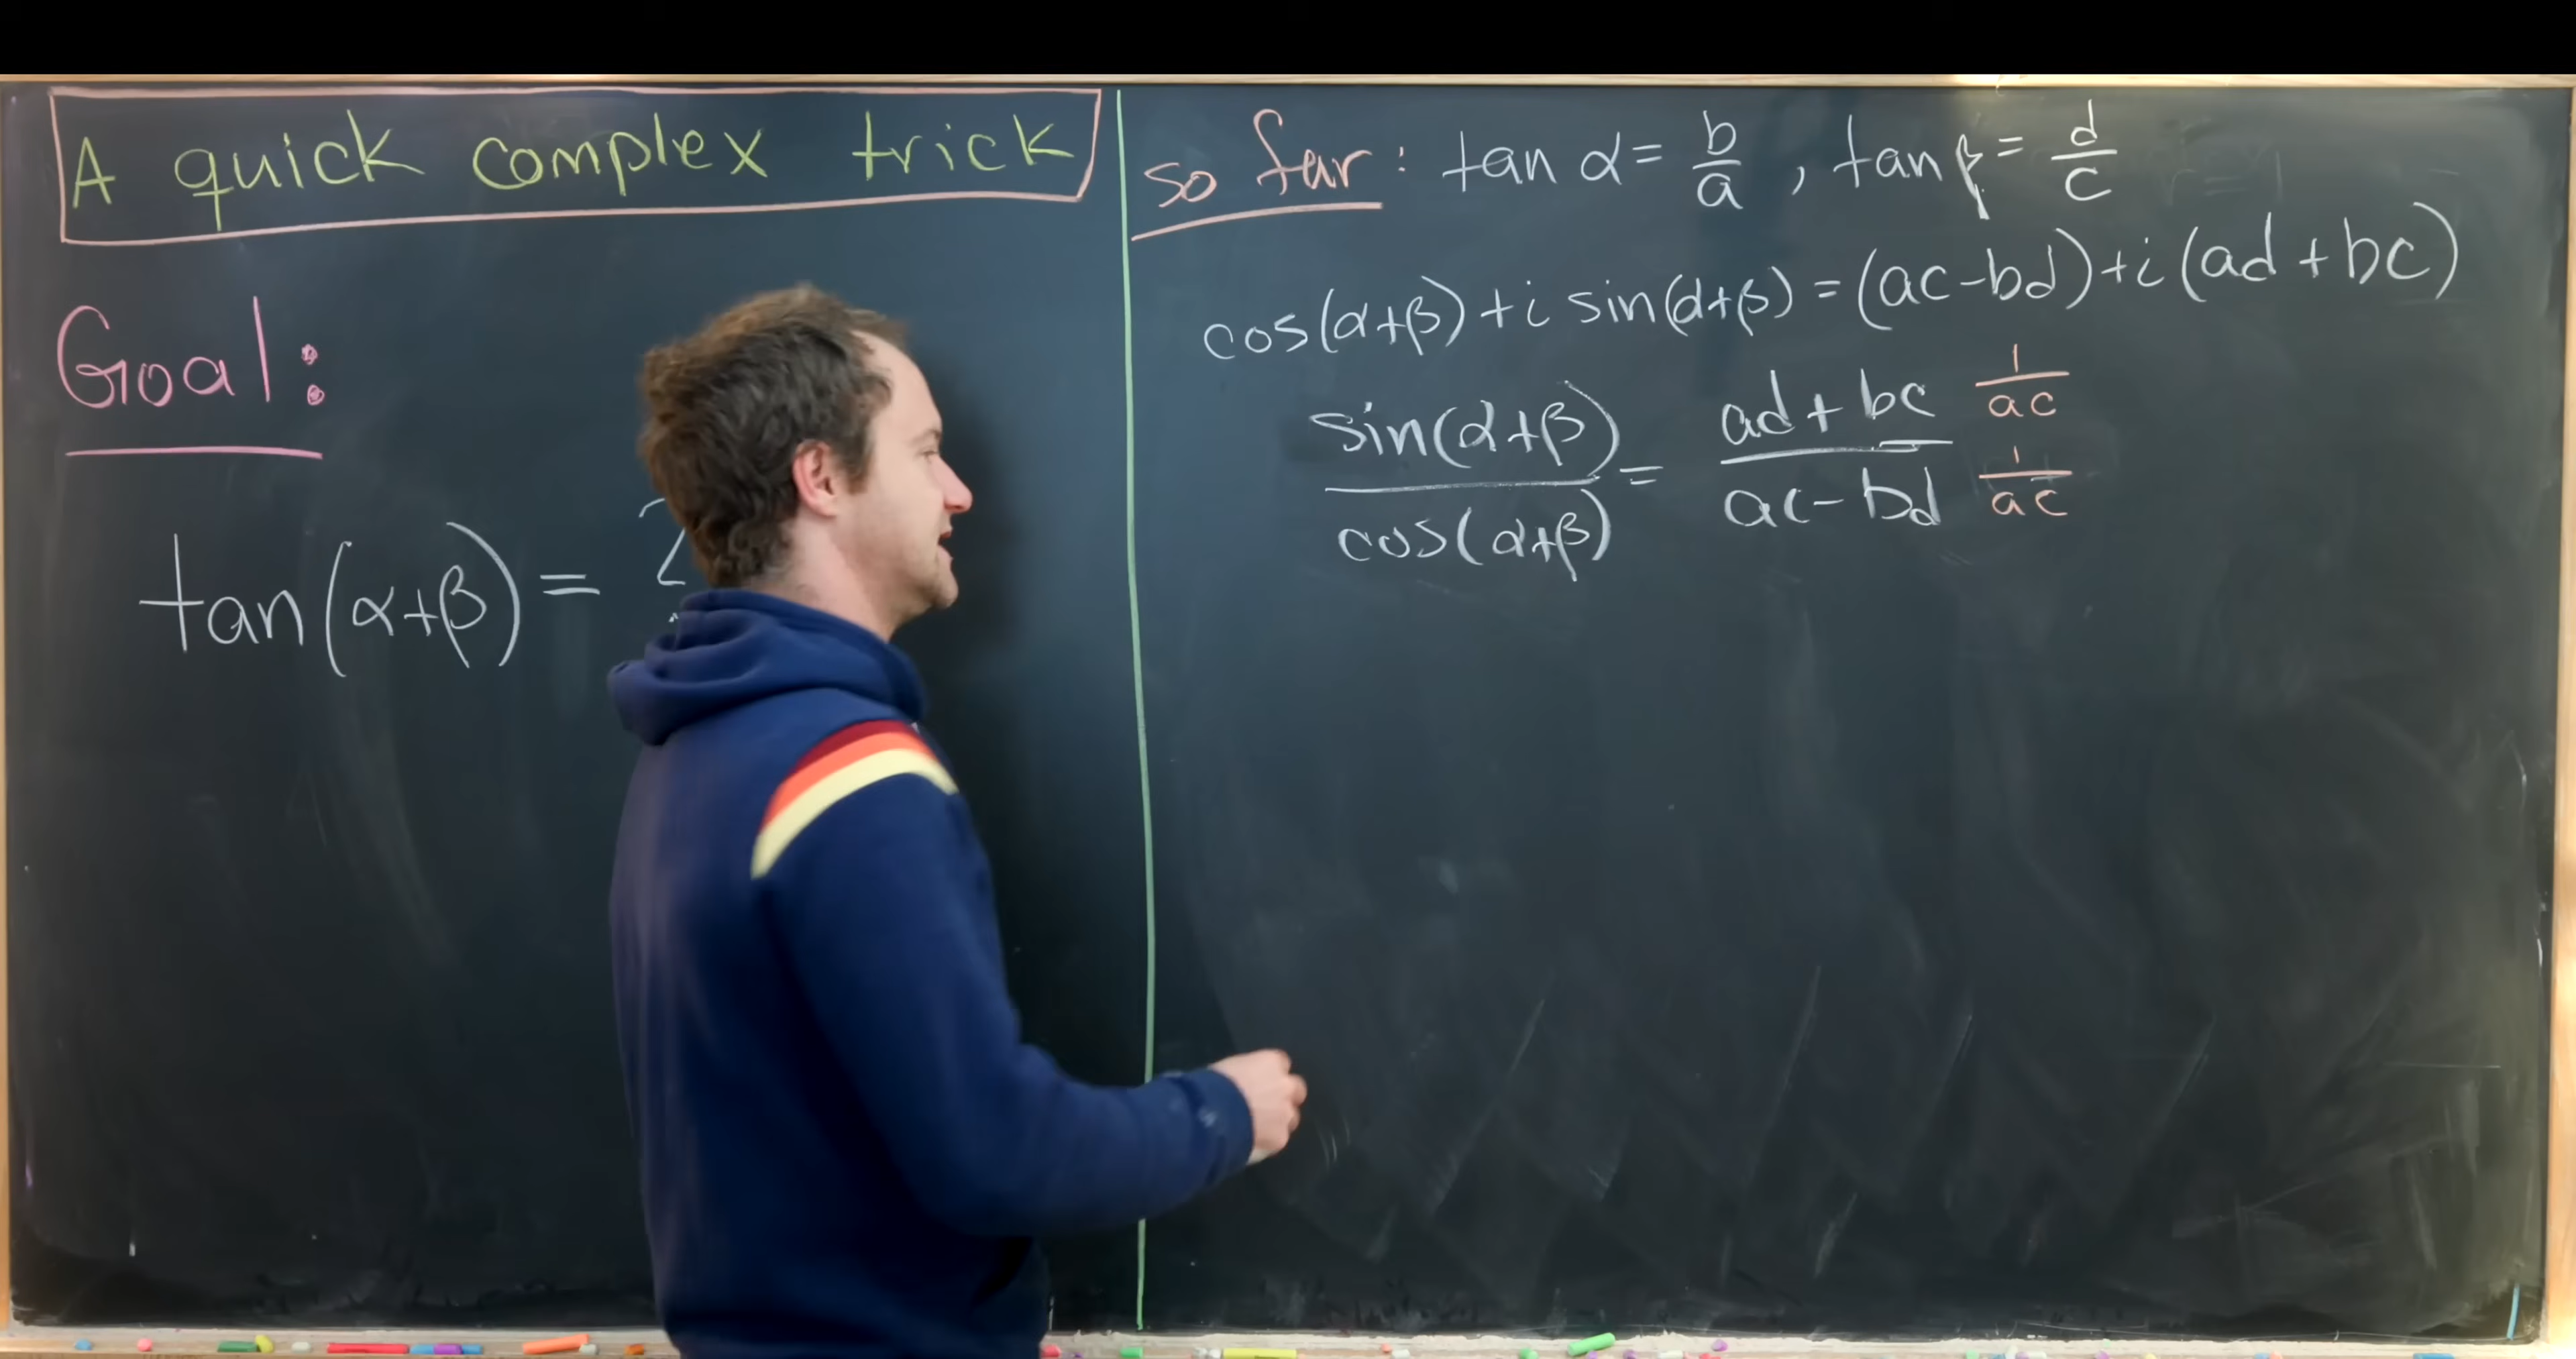 A quick complex trick
Goal:
tan(α+β)= ?
so far: tan α = b/a , tan β = d/c
cos(α+β)+i sin(α+β)=(ac-bd)+i(ad+bc)
sin(α+β)/cos(α+β) = ad+bc/ac-bd 1/ac / 1/ac